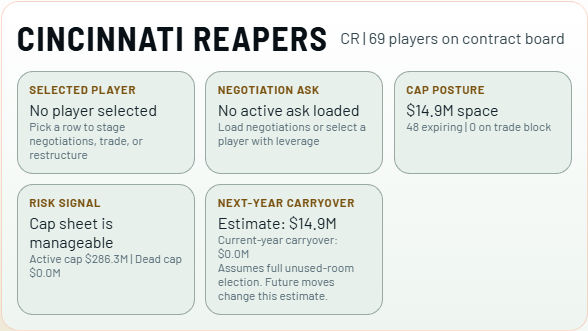 CINCINNATI REAPERS
CR | 69 players on contract board
SELECTED PLAYER
No player selected
Pick a row to stage
negotiations, trade, or
restructure
NEGOTIATION ASK
No active ask loaded
Load negotiations or select a
player with leverage
CAP POSTURE
$14.9M space
48 expiring | 0 on trade block
RISK SIGNAL
Cap sheet is
manageable
Active cap $286.3M | Dead cap
$0.0M
NEXT-YEAR CARRYOVER
Estimate: $14.9M
Current-year carryover:
$0.0M
Assumes full unused-room
election. Future moves
change this estimate.